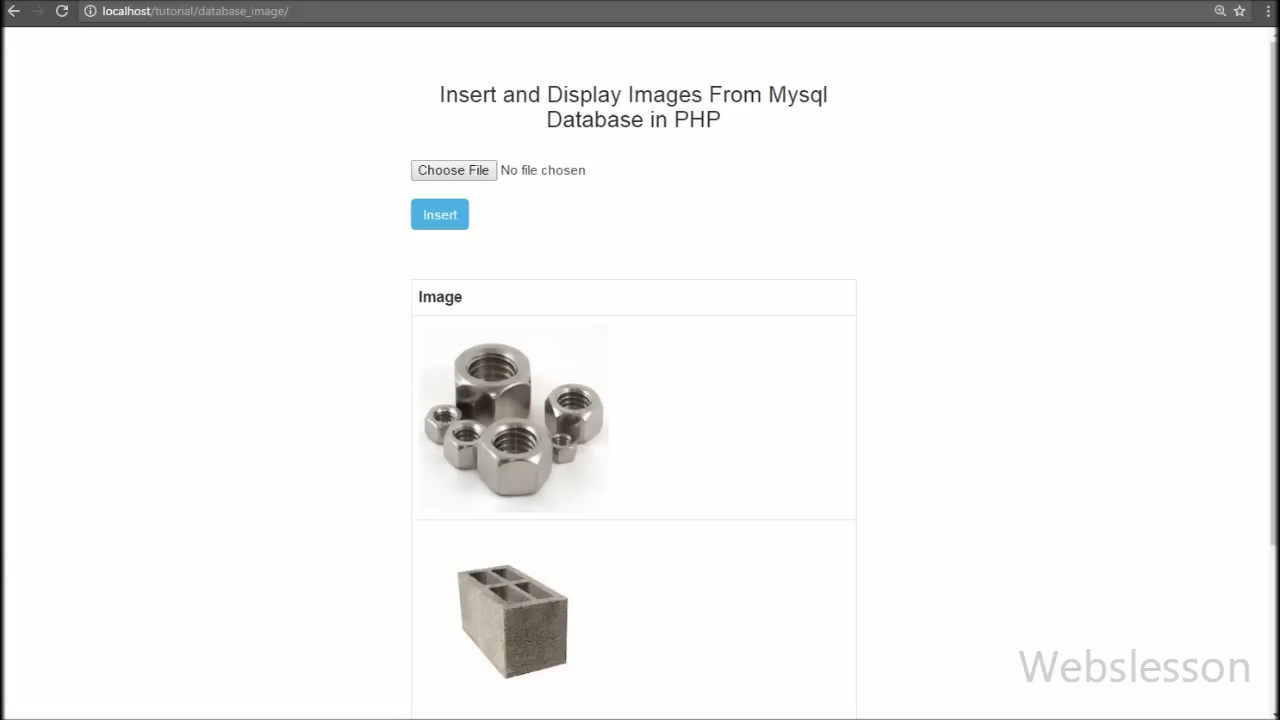 localhost/tutorial/database_image/
Insert and Display Images From Mysql
Database in PHP
Choose File No file chosen
Insert
Image
Webslesson